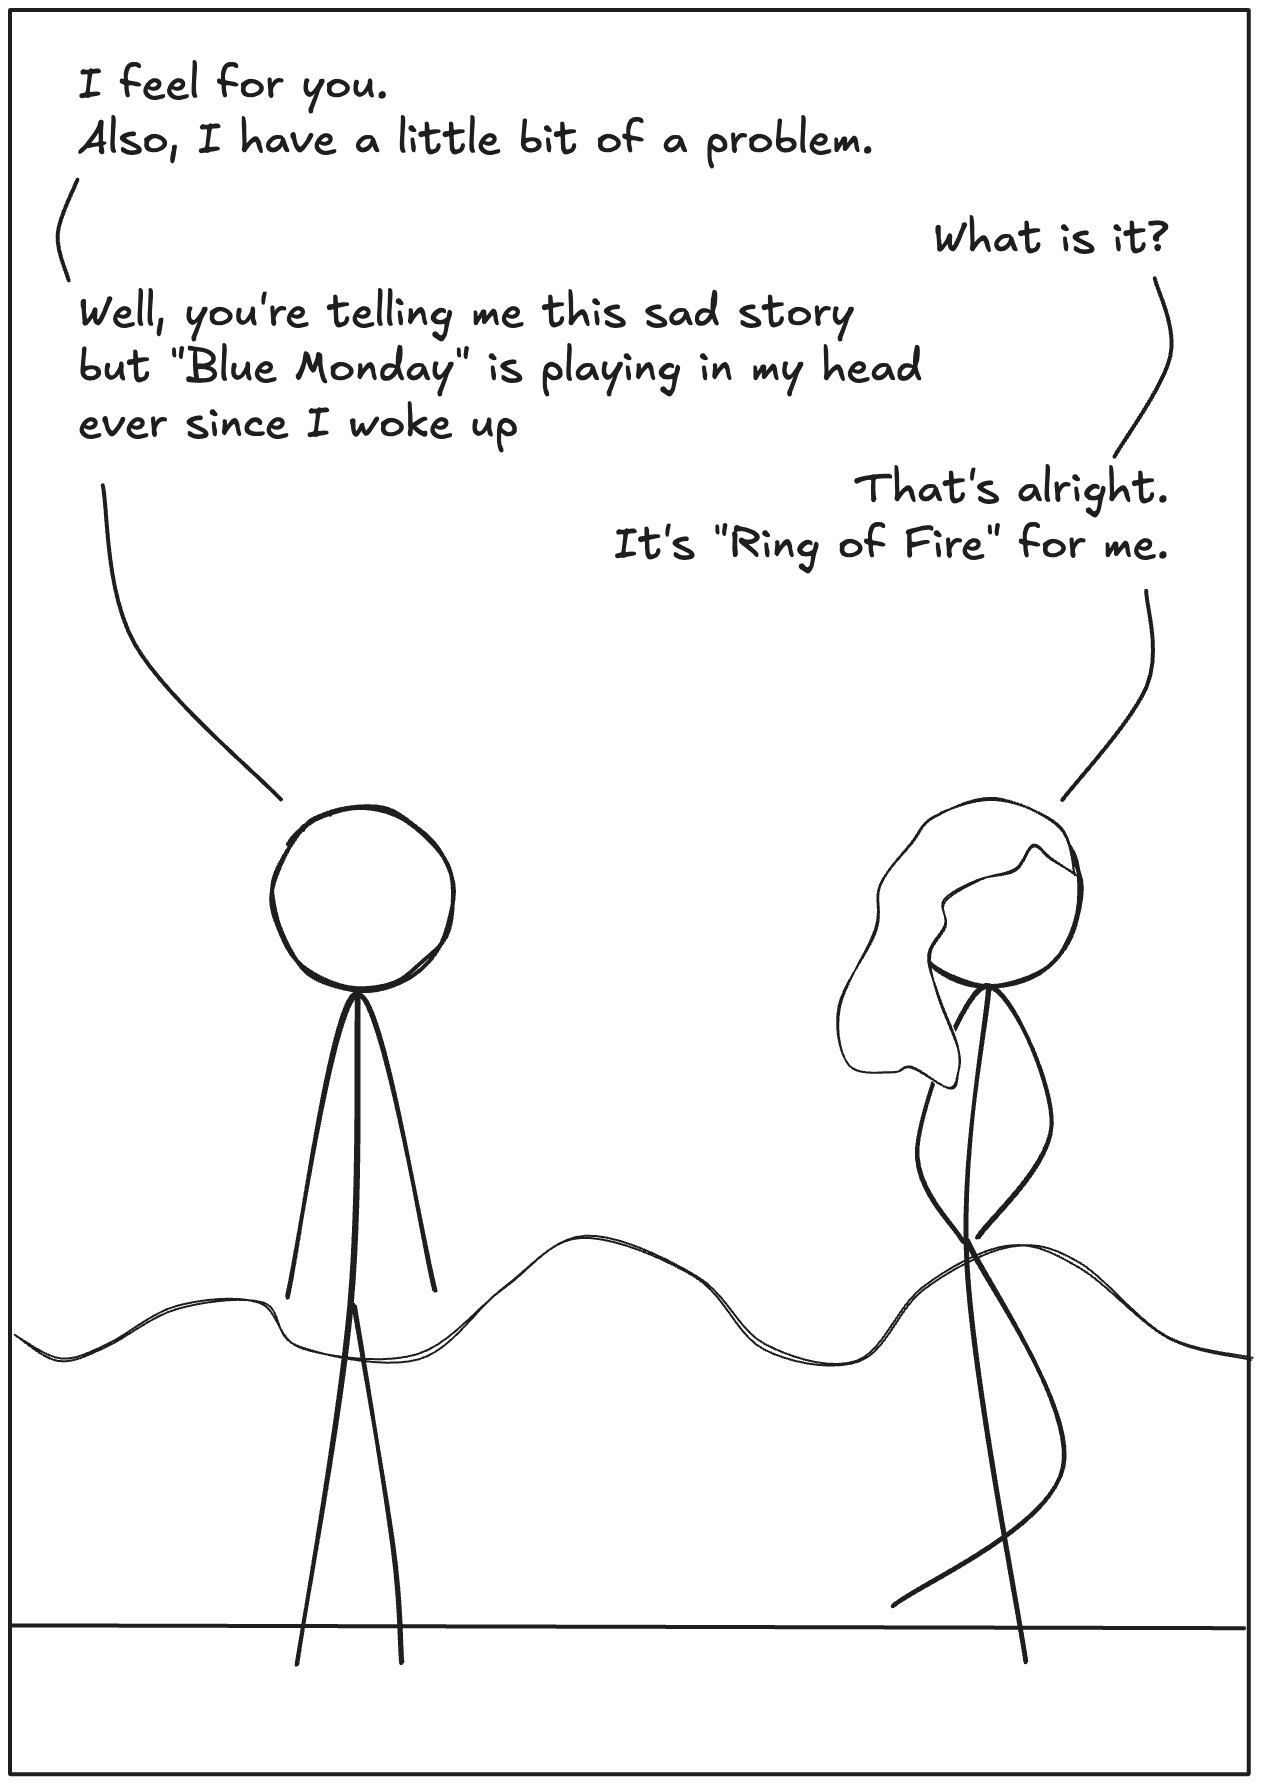 I feel for you.
Also, I have a little bit of a problem.
What is it?
Well, you're telling me this sad story
but "Blue Monday" is playing in my head
ever since I woke up
That's alright.
It's "Ring of Fire" for me.